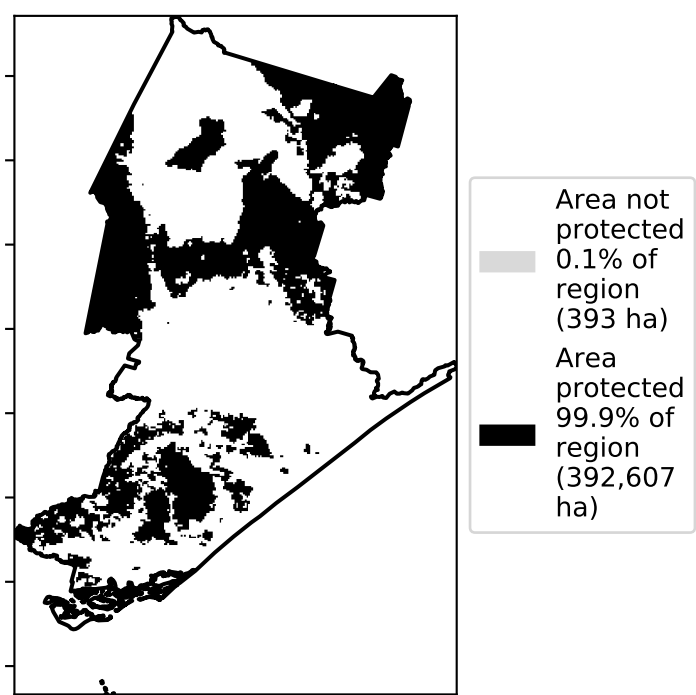 Area not
protected
0.1% of
region
(393 ha)
Area
protected
99.9% of
region
(392,607
ha)